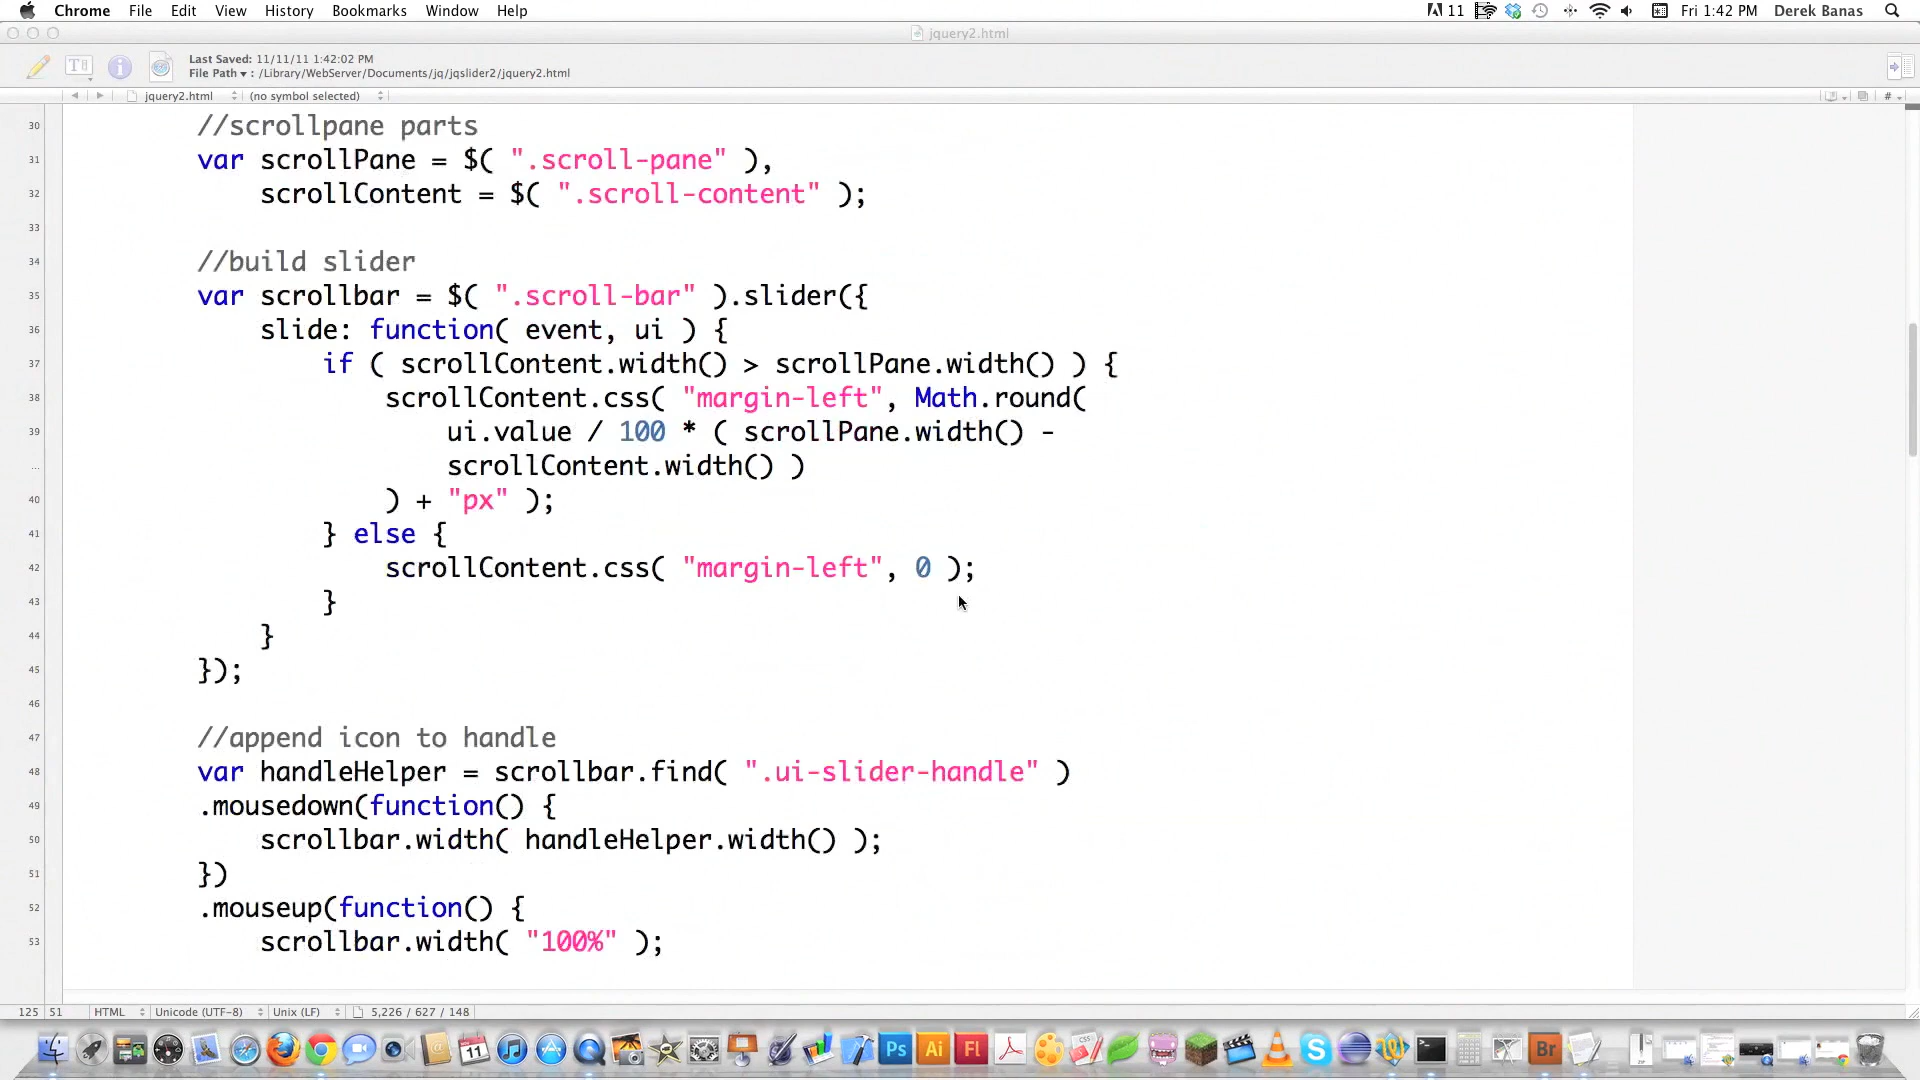 Chrome File Edit View History Bookmarks Window Help
11 Fri 1:42 PM Derek Banas
jquery2.html
Last Saved: 11/11/11 1:42:02 PM
File Path ▾ : /Library/WebServer/Documents/jq/jqslider2/jquery2.html
jquery2.html (no symbol selected) #
30 //scrollpane parts
31 var scrollPane = $( ".scroll-pane" ),
32 scrollContent = $( ".scroll-content" );
33
34 //build slider
35 var scrollbar = $( ".scroll-bar" ).slider({
36 slide: function( event, ui ) {
37 if ( scrollContent.width() > scrollPane.width() ) {
38 scrollContent.css( "margin-left", Math.round(
39 ui.value / 100 * ( scrollPane.width() -
... scrollContent.width() )
40 ) + "px" );
41 } else {
42 scrollContent.css( "margin-left", 0 );
43 }
44 }
45 });
46
47 //append icon to handle
48 var handleHelper = scrollbar.find( ".ui-slider-handle" )
49 .mousedown(function() {
50 scrollbar.width( handleHelper.width() );
51 })
52 .mouseup(function() {
53 scrollbar.width( "100%" );
125 51 HTML Unicode (UTF-8) Unix (LF) 5,226 / 627 / 148
11 Ps Ai Fl Br